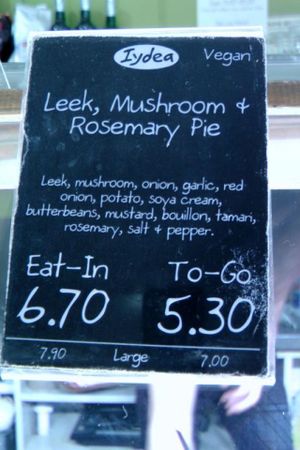 Iydea Vegan
Leek, Mushroom &
Rosemary Pie
Leek, mushroom, onion, garlic, red
onion, potato, soya cream,
butterbeans, mustard, bouillon, tamari,
rosemary, salt & pepper.
Eat-In To-Go
6.70 5.30
7.90 Large 7.00